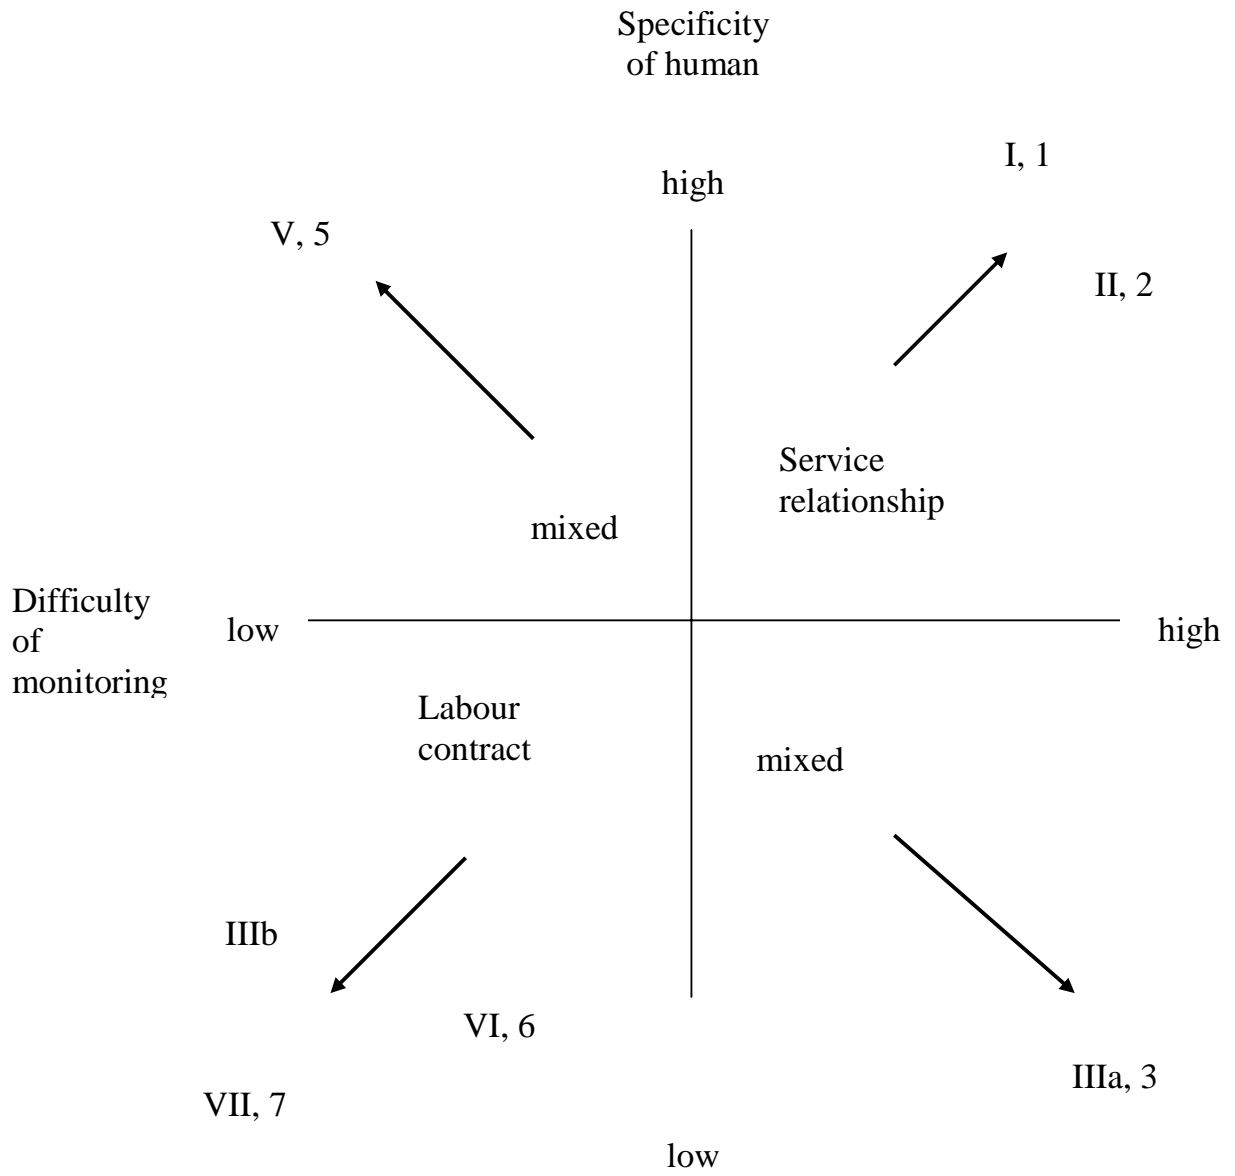 Specificity
of human
I, 1
high
V, 5
II, 2
Service
relationship
mixed
Difficulty
of
monitoring
low
high
Labour
contract
mixed
IIIb
VI, 6
IIIa, 3
VII, 7
low